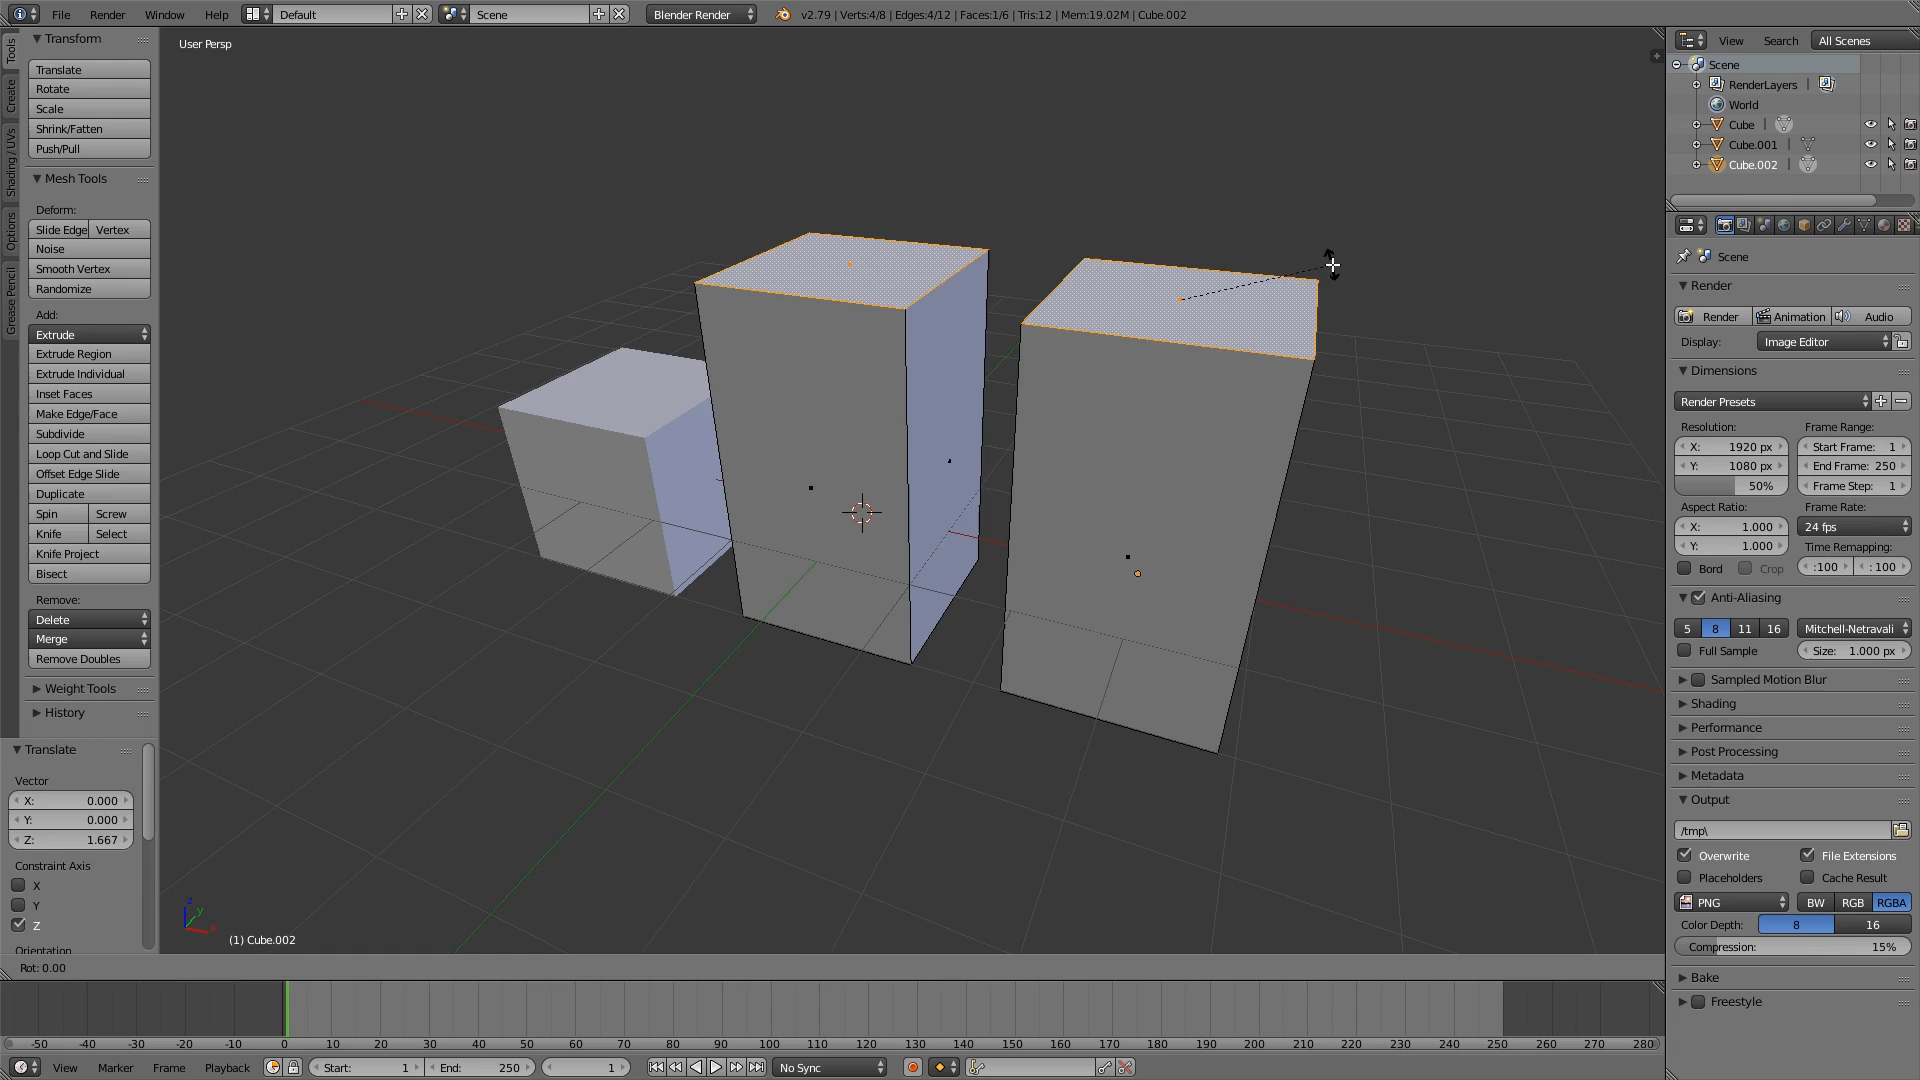 File Render Window Help Default Scene Blender Render v2.79 | Verts:4/8 | Edges:4/12 | Faces:1/6 | Tris:12 | Mem:19.02M | Cube.002
Tools
Create
Shading / UVs
Options
Grease Pencil
Transform
Translate
Rotate
Scale
Shrink/Fatten
Push/Pull
Mesh Tools
Deform:
Slide Edge Vertex
Noise
Smooth Vertex
Randomize
Add:
Extrude
Extrude Region
Extrude Individual
Inset Faces
Make Edge/Face
Subdivide
Loop Cut and Slide
Offset Edge Slide
Duplicate
Spin Screw
Knife Select
Knife Project
Bisect
Remove:
Delete
Merge
Remove Doubles
Weight Tools
History
Translate
Vector
X: 0.000
Y: 0.000
Z: 1.667
Constraint Axis
X
Y
Z
Orientation
User Persp
z
y
x
(1) Cube.002
Rot: 0.00
View Search All Scenes
Scene
RenderLayers |
World
Cube |
Cube.001 |
Cube.002 |
Scene
Render
Render Animation Audio
Display: Image Editor
Dimensions
Render Presets
Resolution: Frame Range:
X: 1920 px Start Frame: 1
Y: 1080 px End Frame: 250
50% Frame Step: 1
Aspect Ratio: Frame Rate:
X: 1.000 24 fps
Y: 1.000 Time Remapping:
Bord Crop :100 : 100
Anti-Aliasing
5 8 11 16 Mitchell-Netravali
Full Sample Size: 1.000 px
Sampled Motion Blur
Shading
Performance
Post Processing
Metadata
Output
/tmp\
Overwrite File Extensions
Placeholders Cache Result
PNG BW RGB RGBA
Color Depth: 8 16
Compression: 15%
Bake
Freestyle
-50 -40 -30 -20 -10 0 10 20 30 40 50 60 70 80 90 100 110 120 130 140 150 160 170 180 190 200 210 220 230 240 250 260 270 280
View Marker Frame Playback Start: 1 End: 250 1 No Sync